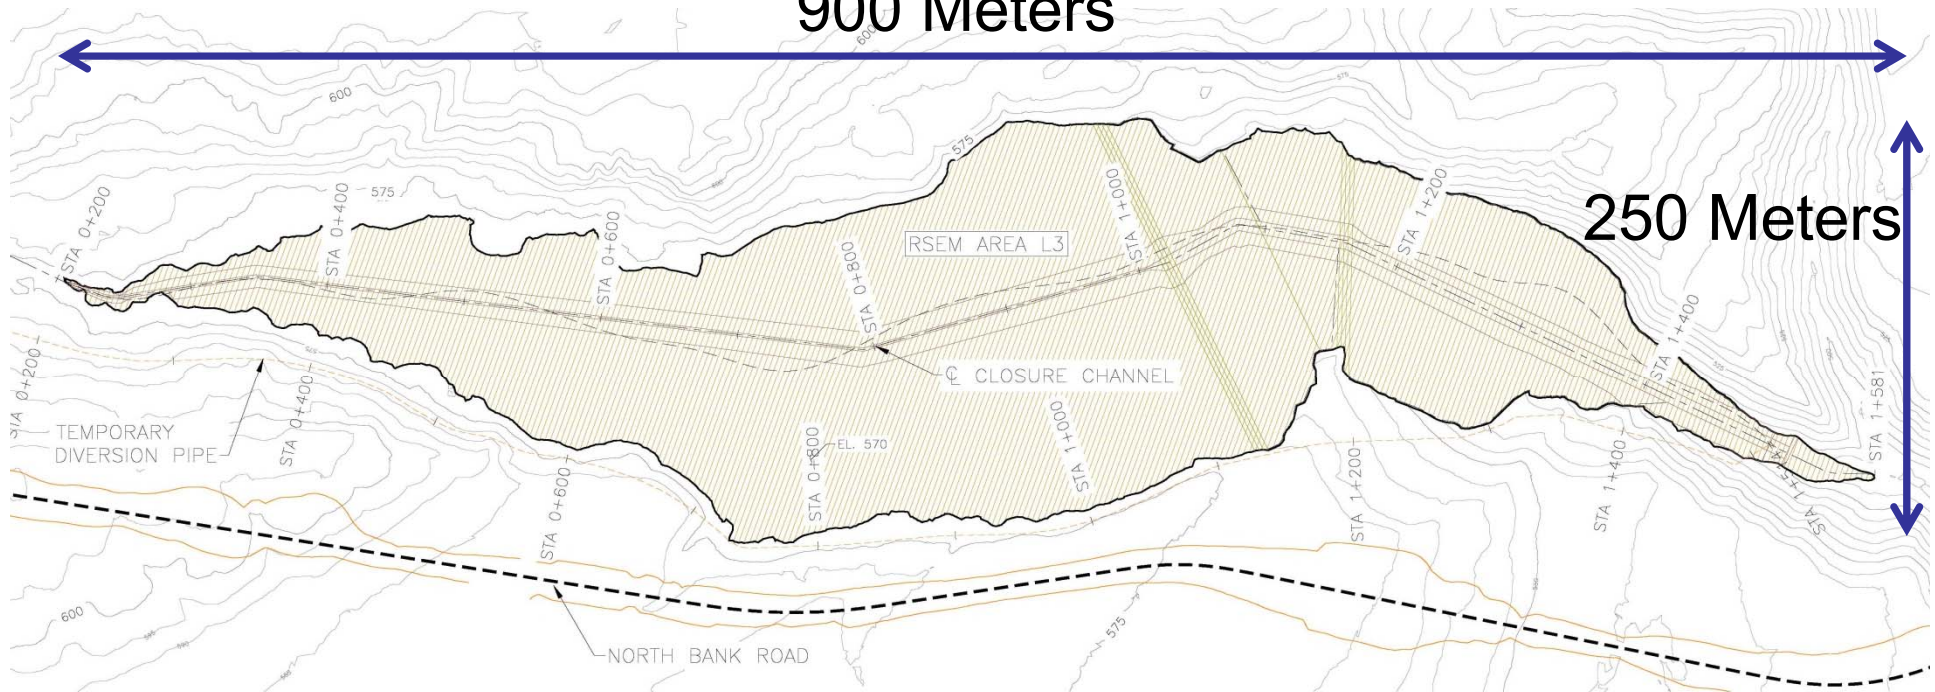 900 Meters
600
600
575
575
STA 0+200
STA 0+400
STA 0+600
STA 0+800
RSEM AREA L3
STA 1+000
STA 1+200
250 Meters
STA 1+400
STA 1+581
℄ CLOSURE CHANNEL
STA 0+200
STA 0+400
TEMPORARY
DIVERSION PIPE
STA 0+600
STA 0+800
EL. 570
STA 1+000
STA 1+200
STA 1+400
600
575
NORTH BANK ROAD